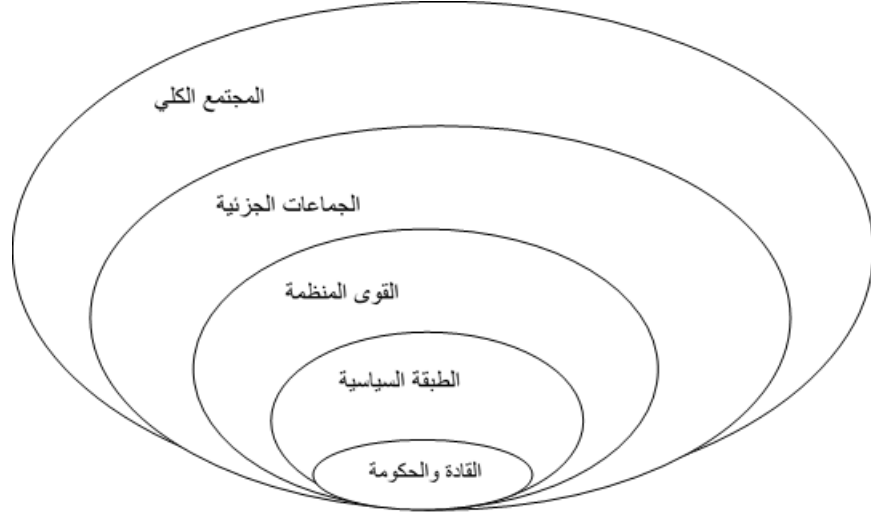 المجتمع الكلي
الجماعات الجزئية
القوى المنظمة
الطبقة السياسية
القادة والحكومة